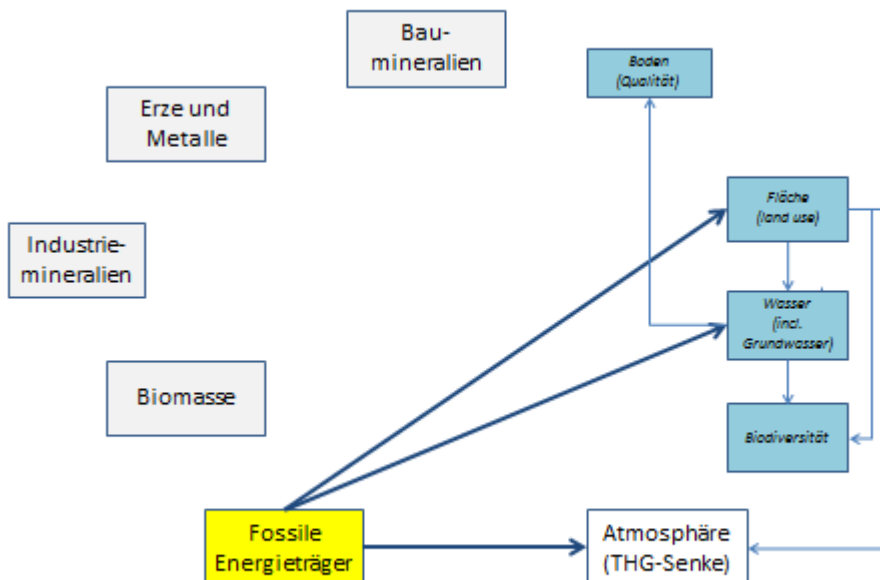 Bau-
mineralien
Boden
(Qualität)
Erze und
Metalle
Fläche
(land use)
Industrie-
mineralien
Wasser
(incl.
Grundwasser)
Biomasse
Biodiversität
Fossile
Energieträger
Atmosphäre
(THG-Senke)